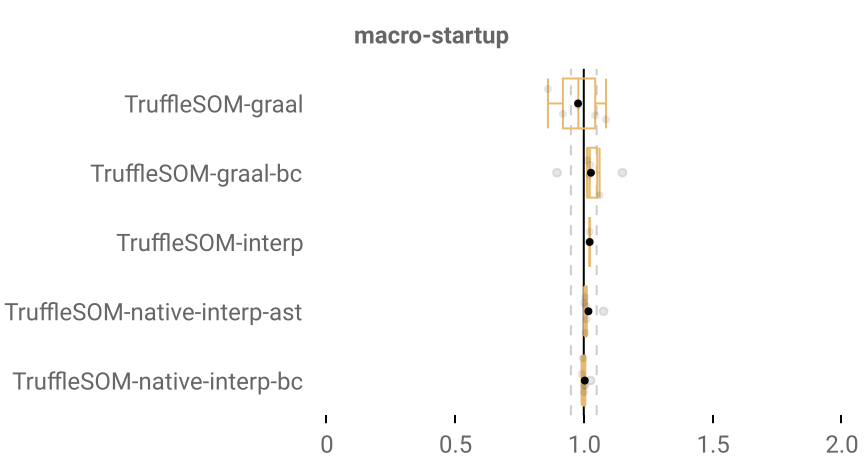 macro-startup
TruffleSOM-graal
TruffleSOM-graal-bc
TruffleSOM-interp
TruffleSOM-native-interp-ast
TruffleSOM-native-interp-bc
0 0.5 1.0 1.5 2.0